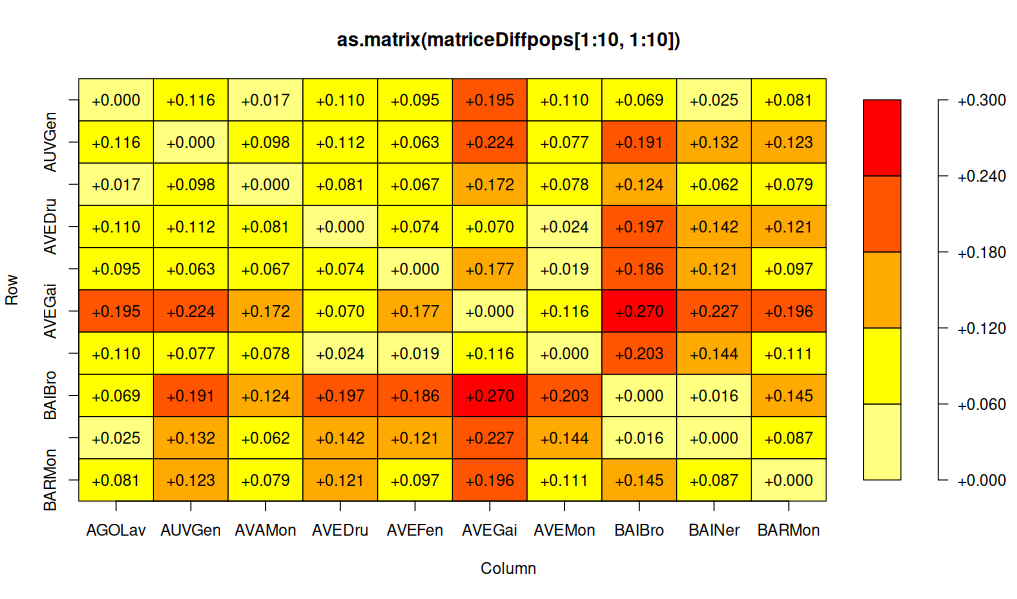 as.matrix(matriceDiffpops[1:10, 1:10])
+0.000 +0.116 +0.017 +0.110 +0.095 +0.195 +0.110 +0.069 +0.025 +0.081
AUVGen +0.116 +0.000 +0.098 +0.112 +0.063 +0.224 +0.077 +0.191 +0.132 +0.123
+0.017 +0.098 +0.000 +0.081 +0.067 +0.172 +0.078 +0.124 +0.062 +0.079
AVEDru +0.110 +0.112 +0.081 +0.000 +0.074 +0.070 +0.024 +0.197 +0.142 +0.121
+0.095 +0.063 +0.067 +0.074 +0.000 +0.177 +0.019 +0.186 +0.121 +0.097
AVEGai +0.195 +0.224 +0.172 +0.070 +0.177 +0.000 +0.116 +0.270 +0.227 +0.196
+0.110 +0.077 +0.078 +0.024 +0.019 +0.116 +0.000 +0.203 +0.144 +0.111
BAIBro +0.069 +0.191 +0.124 +0.197 +0.186 +0.270 +0.203 +0.000 +0.016 +0.145
+0.025 +0.132 +0.062 +0.142 +0.121 +0.227 +0.144 +0.016 +0.000 +0.087
BARMon +0.081 +0.123 +0.079 +0.121 +0.097 +0.196 +0.111 +0.145 +0.087 +0.000
AGOLav AUVGen AVAMon AVEDru AVEFen AVEGai AVEMon BAIBro BAINer BARMon
Row
Column
+0.300
+0.240
+0.180
+0.120
+0.060
+0.000